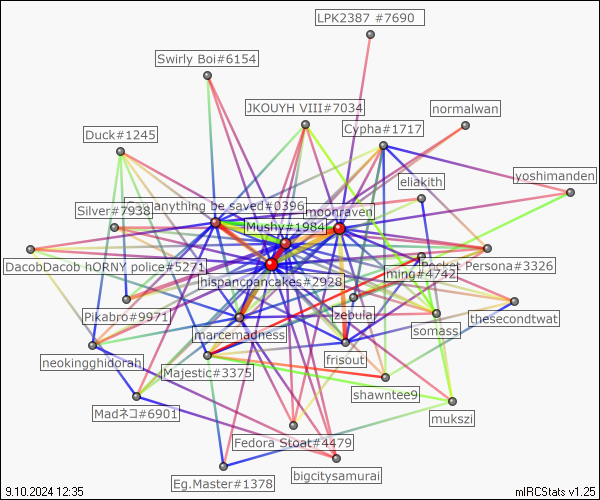 LPK2387 #7690
Swirly Boi#6154
JKOUYH VIII#7034
normalwan
Cypha#1717
Duck#1245
yoshimanden
eliakith
anything be saved#0396
Silver#7938
moonraven
Mushy#1984
DacobDacob hORNY police#5271
Persona#3326
ming#4742
hispancpancakes#2928
Pikabro#9971
zebula
somass
thesecondtwat
marcemadness
neokingghidorah
frisout
Majestic#3375
shawntee9
Madネコ#6901
mukszi
Fedora Stoat#4479
bigcitysamurai
Eg.Master#1378
9.10.2024 12:35
mIRCStats v1.25